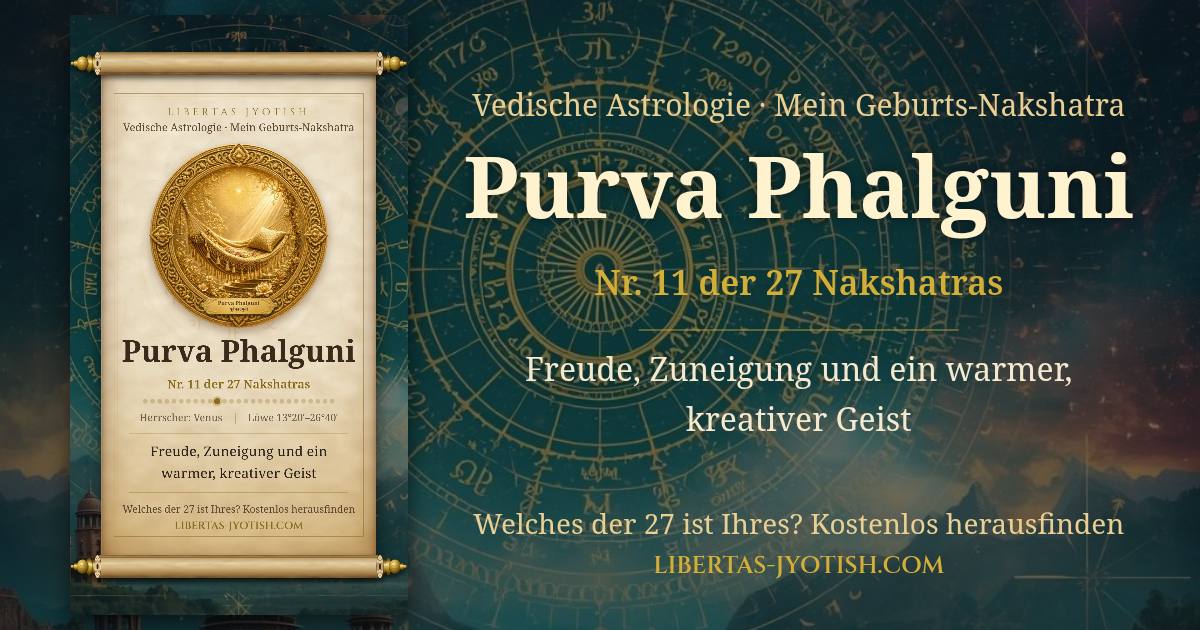 LIBERTAS JYOTISH
Vedische Astrologie · Mein Geburts-Nakshatra
Purva Phalguni
Purva Phalguni
Nr. 11 der 27 Nakshatras
Herrscher: Venus | Löwe 13°20'–26°40'
Freude, Zuneigung und ein
warmer, kreativer Geist
Welches der 27 ist Ihres? Kostenlos herausfinden
LIBERTAS-JYOTISH.COM
Vedische Astrologie · Mein Geburts-Nakshatra
Purva Phalguni
Nr. 11 der 27 Nakshatras
Freude, Zuneigung und ein warmer,
kreativer Geist
Welches der 27 ist Ihres? Kostenlos herausfinden
LIBERTAS-JYOTISH.COM